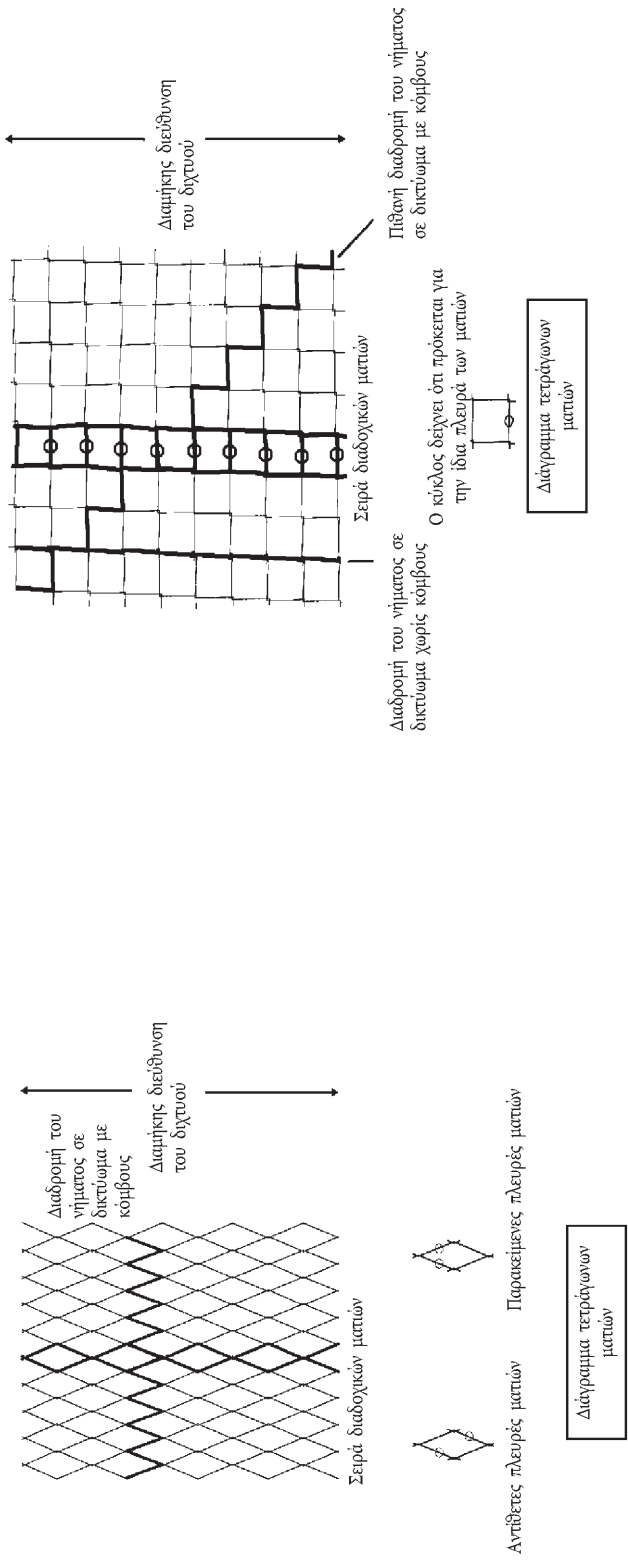 Διαδρομή του
νήματος σε
δικτύωμα με
κόμβους
Διαμήκης διεύθυνση
του διχτυού
Σειρά διαδοχικών ματιών
Αντίθετες πλευρές ματιών
Παρακείμενες πλευρές ματιών
Διάγραμμα τετράγωνων
ματιών
Διαμήκης διεύθυνση
του διχτυού
Σειρά διαδοχικών ματιών
Διαδρομή του νήματος σε
δικτύωμα χωρίς κόμβους
Πιθανή διαδρομή του νήματος
σε δικτύωμα με κόμβους
Ο κύκλος δείχνει ότι πρόκειται για
την ίδια πλευρά των ματιών
Διάγραμμα τετράγωνων
ματιών